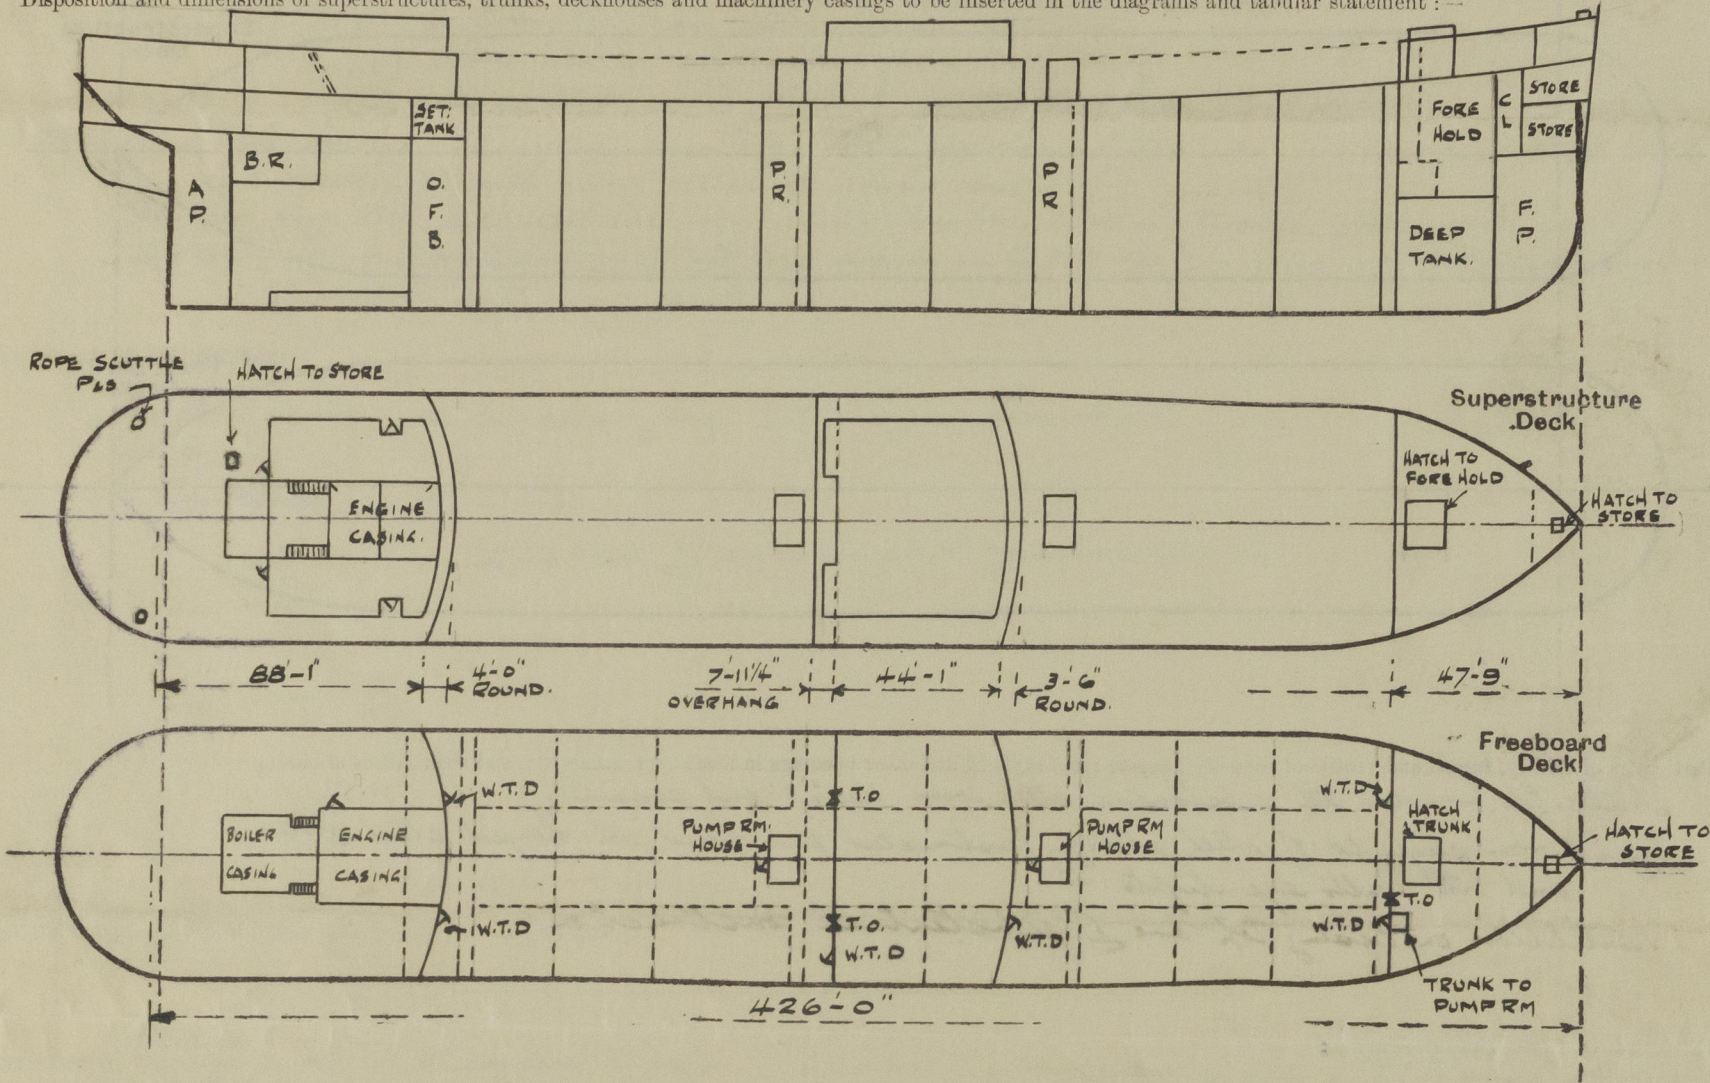 Disposition and dimensions of superstructures, trunks, deckhouses and machinery casings to be inserted in the diagrams and tabular statement :—
SET:
TANK
B.R.
A
P.
O.
F.
B.
P.
R.
P
R
FORE
HOLD
C
L
STORE
STORE
DEEP
TANK.
F.
P.
ROPE SCUTTLE
P&S
HATCH TO STORE
Superstructure
Deck
HATCH TO
FORE HOLD
HATCH TO
STORE
ENGINE
CASING.
88'-1"
4'-0"
ROUND.
7'-11¼"
OVERHANG
44'-1"
3'-6"
ROUND.
47'-9"
Freeboard
Deck
W.T.D
T.O
W.T.D
HATCH
TRUNK
PUMP RM.
HOUSE
PUMP RM
HOUSE
HATCH TO
STORE
BOILER
CASING
ENGINE
CASING
W.T.D
T.O.
W.T.D
W.T.D
W.T.D
T.O
TRUNK TO
PUMP RM
426'-0"